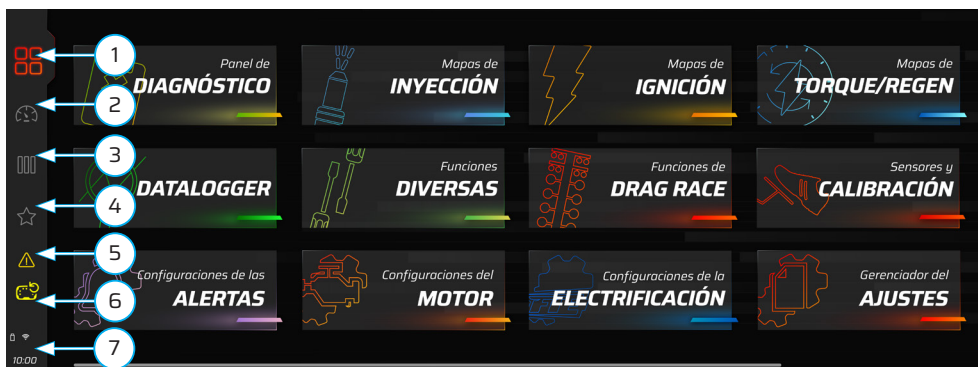 1
Panel de
DIAGNÓSTICO
Mapas de
INYECCIÓN
Mapas de
IGNICIÓN
Mapas de
TORQUE/REGEN
2
3
DATALOGGER
Funciones
DIVERSAS
Funciones de
DRAG RACE
Sensores y
CALIBRACIÓN
4
5
Configuraciones de las
ALERTAS
Configuraciones del
MOTOR
Configuraciones de la
ELECTRIFICACIÓN
Gerenciador del
AJUSTES
6
7
10:00